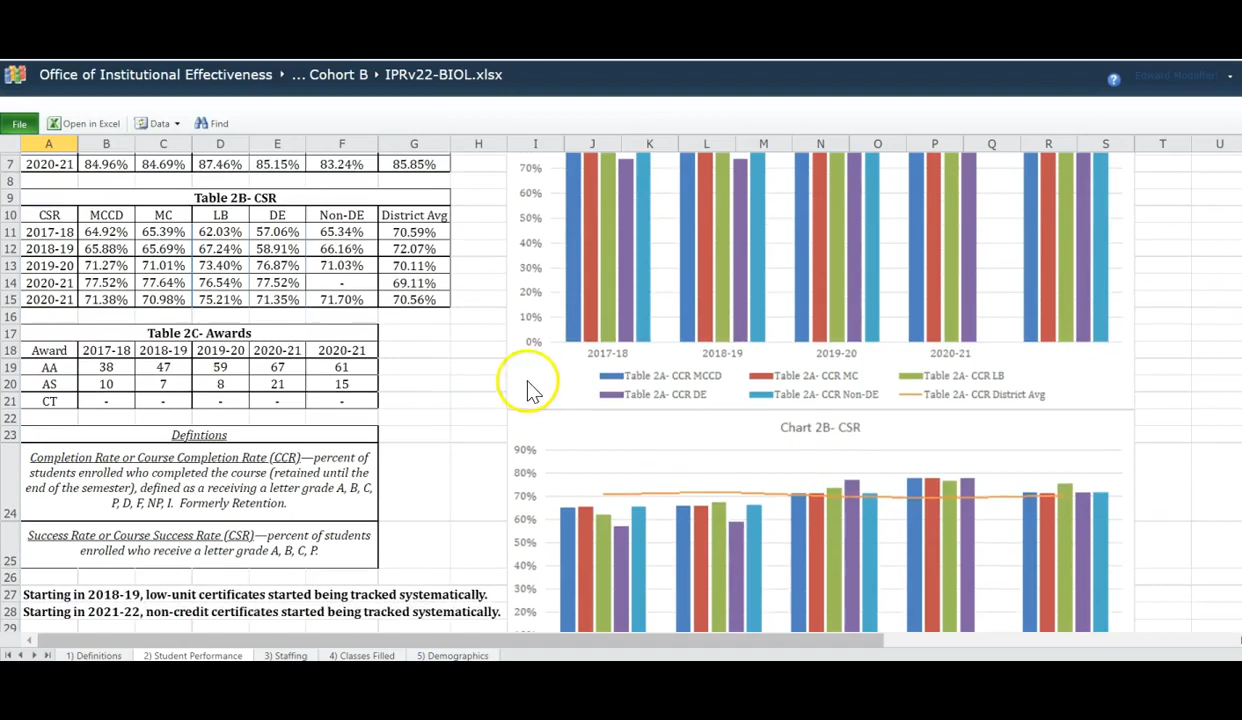 Office of Institutional Effectiveness ▸ ... Cohort B ▸ IPRv22-BIOL.xlsx
Edward Modafferi
File Open in Excel Data Find
A B C D E F G H I J K L M N O P Q R S T U
7 2020-21 84.96% 84.69% 87.46% 85.15% 83.24% 85.85%
8
9 Table 2B- CSR
10 CSR MCCD MC LB DE Non-DE District Avg
11 2017-18 64.92% 65.39% 62.03% 57.06% 65.34% 70.59%
12 2018-19 65.88% 65.69% 67.24% 58.91% 66.16% 72.07%
13 2019-20 71.27% 71.01% 73.40% 76.87% 71.03% 70.11%
14 2020-21 77.52% 77.64% 76.54% 77.52% - 69.11%
15 2020-21 71.38% 70.98% 75.21% 71.35% 71.70% 70.56%
16
17 Table 2C- Awards
18 Award 2017-18 2018-19 2019-20 2020-21 2020-21
19 AA 38 47 59 67 61
20 AS 10 7 8 21 15
21 CT - - - - -
22
23 Defintions
Completion Rate or Course Completion Rate (CCR)—percent of
students enrolled who completed the course (retained until the
end of the semester), defined as a receiving a letter grade A, B, C,
24 P, D, F, NP, I.  Formerly Retention.
Success Rate or Course Success Rate (CSR)—percent of students
25 enrolled who receive a letter grade A, B, C, P.
26
27 Starting in 2018-19, low-unit certificates started being tracked systematically.
28 Starting in 2021-22, non-credit certificates started being tracked systematically.
29
70%
60%
50%
40%
30%
20%
10%
0%
2017-18 2018-19 2019-20 2020-21
Table 2A- CCR MCCD Table 2A- CCR MC Table 2A- CCR LB
Table 2A- CCR DE Table 2A- CCR Non-DE Table 2A- CCR District Avg
Chart 2B- CSR
90%
80%
70%
60%
50%
40%
30%
20%
1) Definitions 2) Student Performance 3) Staffing 4) Classes Filled 5) Demographics